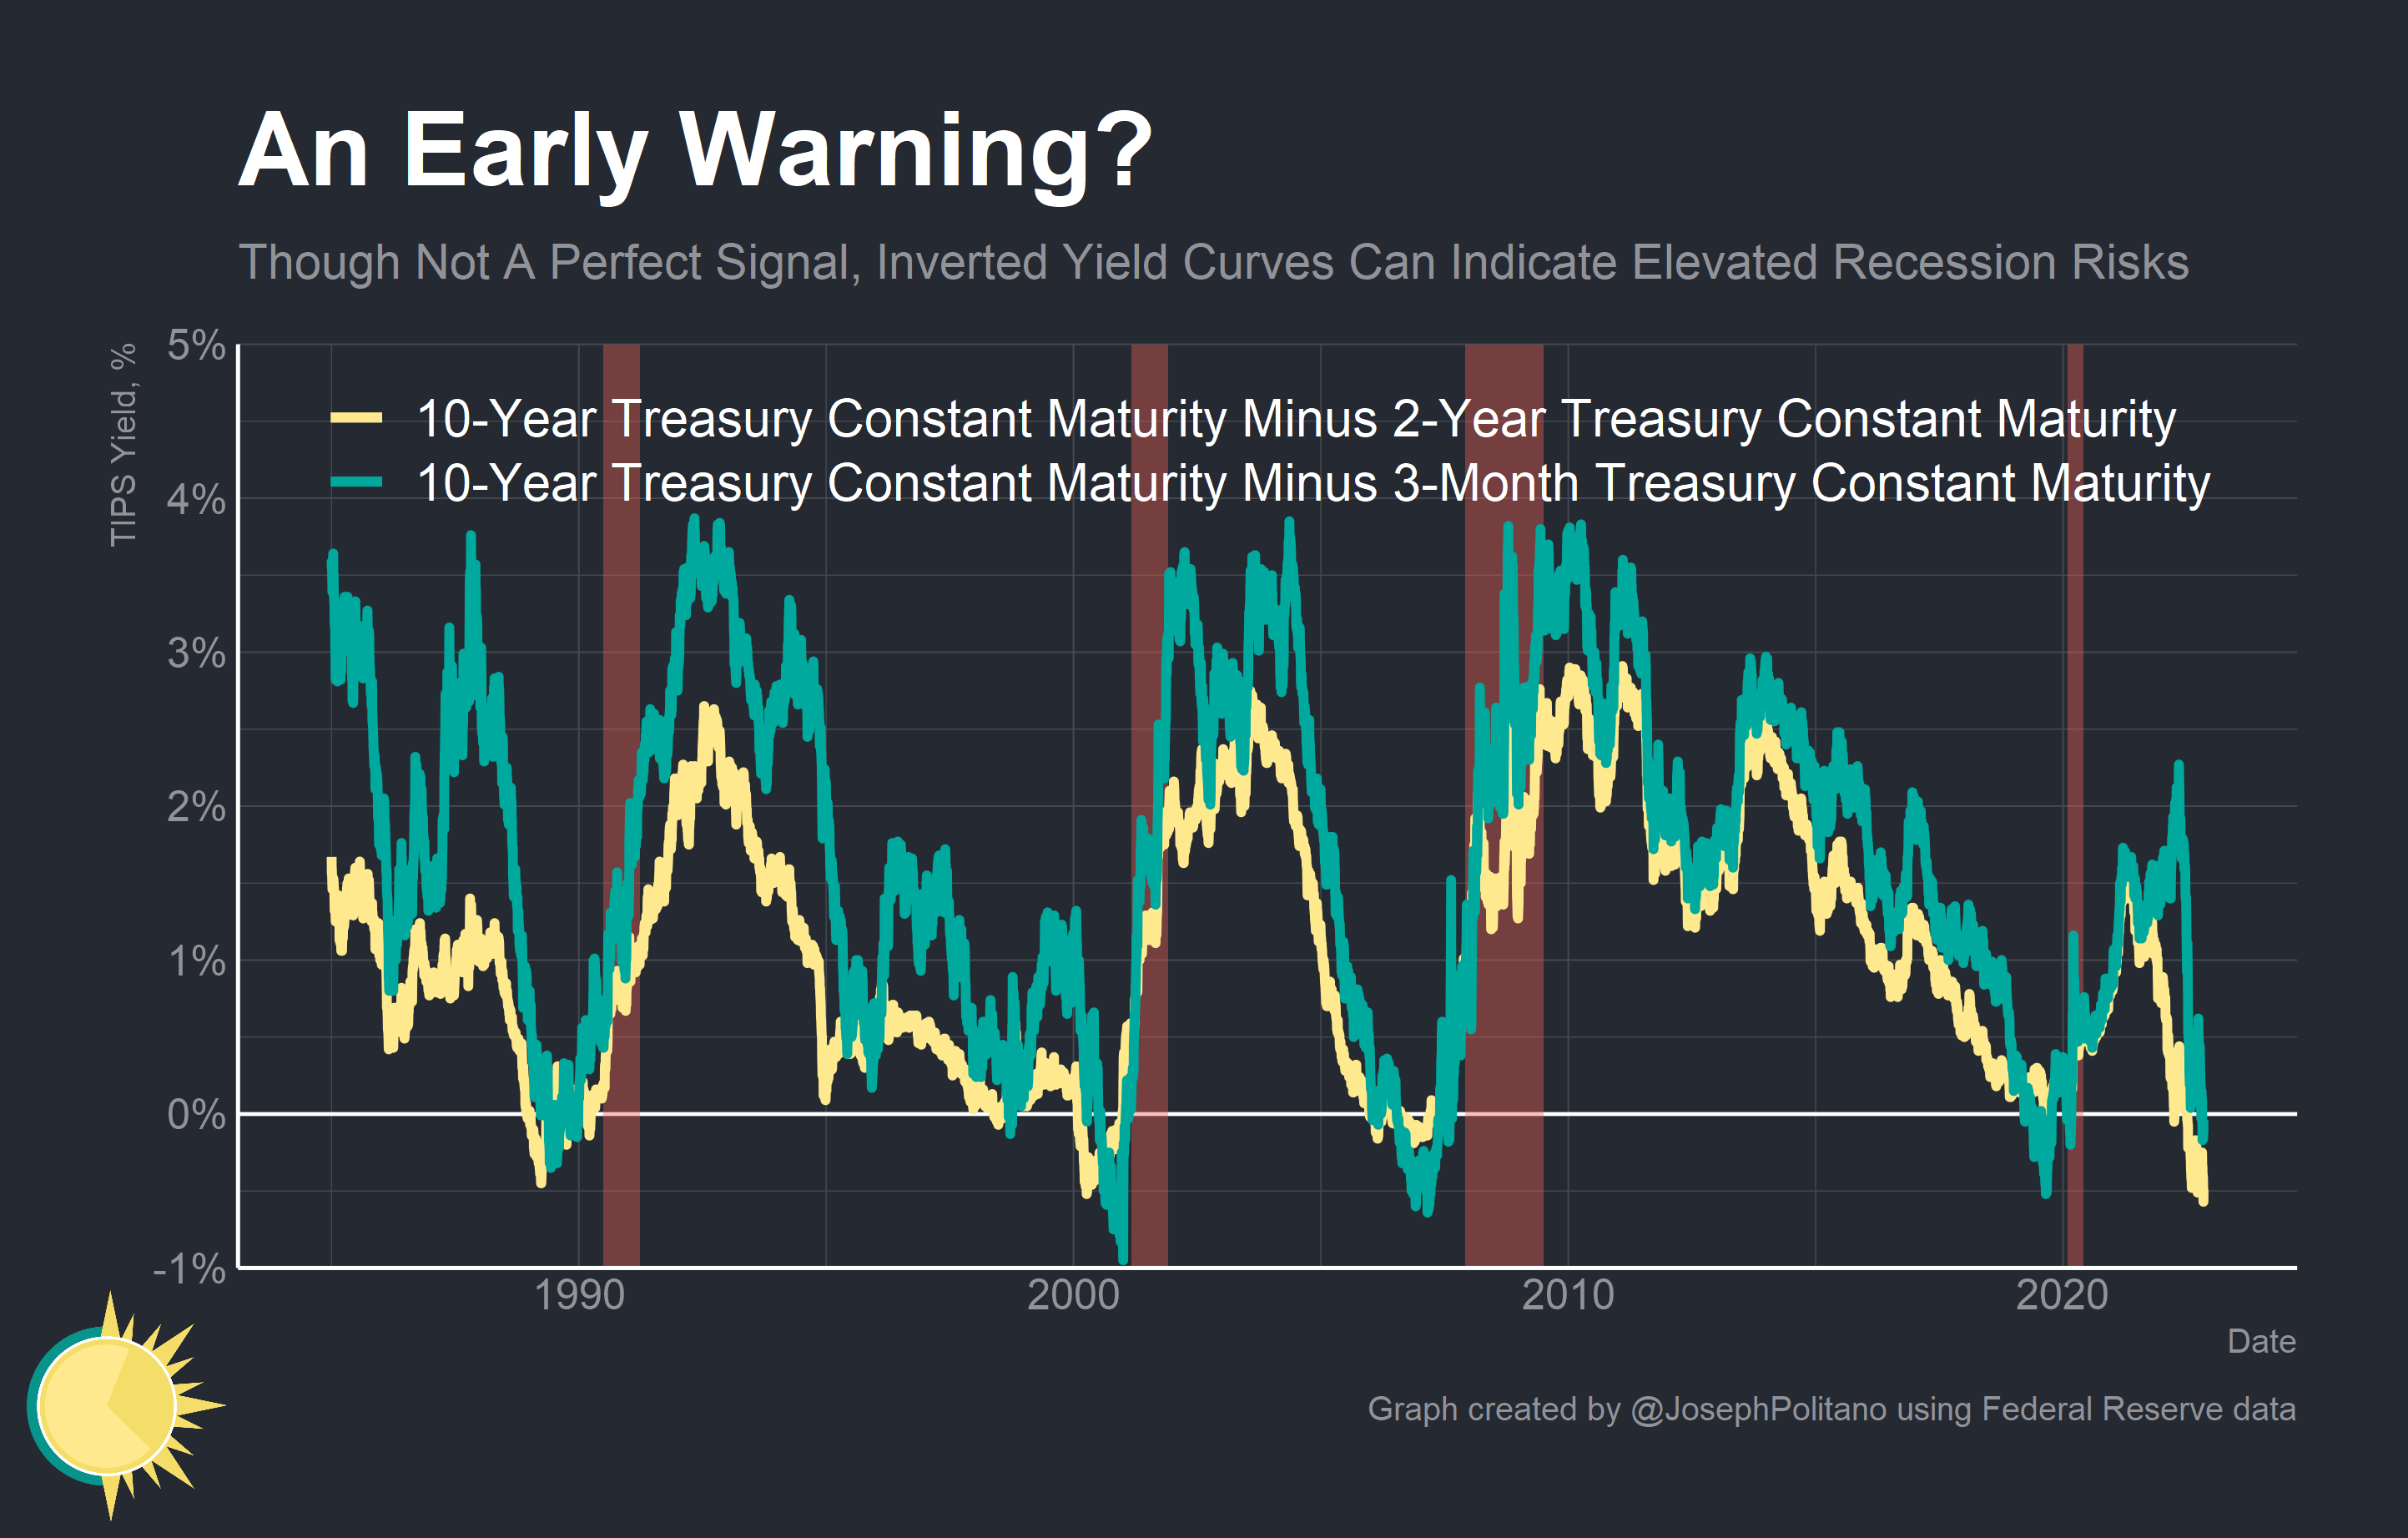 An Early Warning?
Though Not A Perfect Signal, Inverted Yield Curves Can Indicate Elevated Recession Risks
TIPS Yield, %
5%
4%
3%
2%
1%
0%
-1%
10-Year Treasury Constant Maturity Minus 2-Year Treasury Constant Maturity
10-Year Treasury Constant Maturity Minus 3-Month Treasury Constant Maturity
1990
2000
2010
2020
Date
Graph created by @JosephPolitano using Federal Reserve data